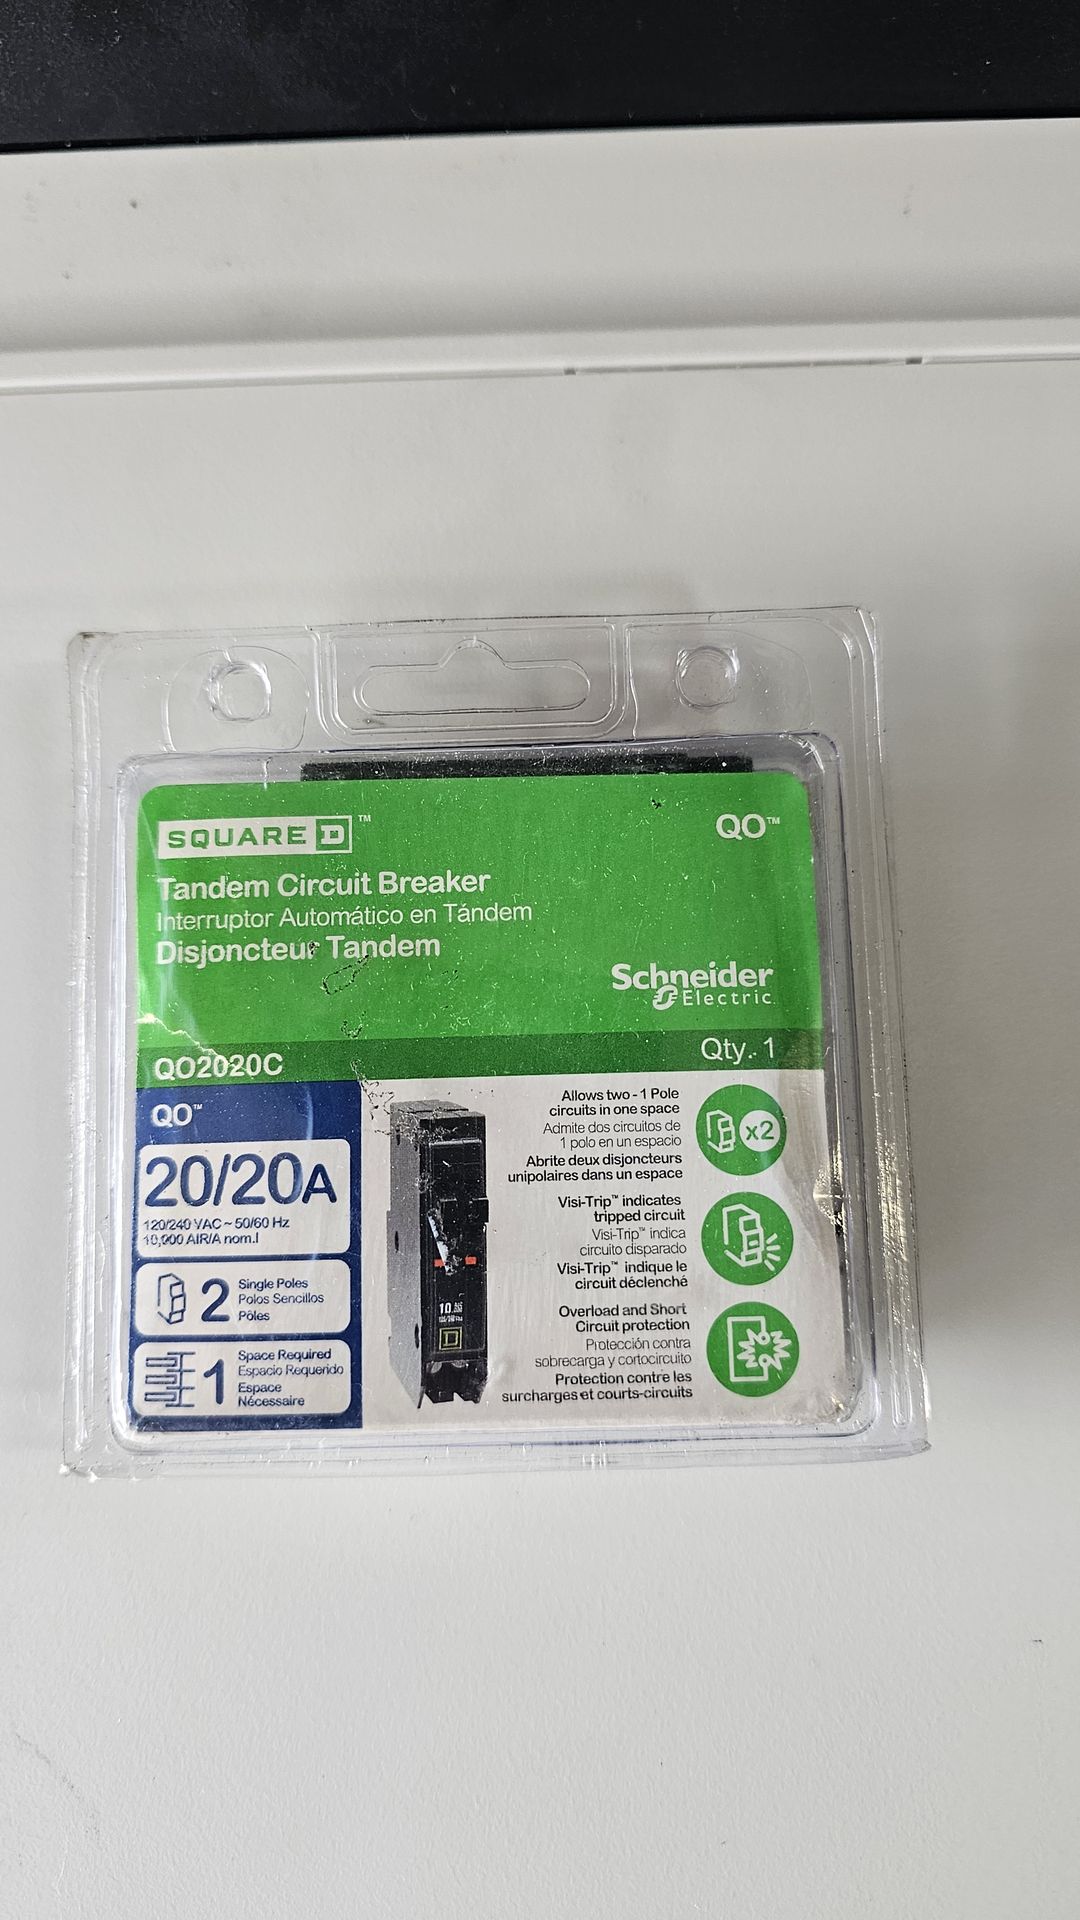 SQUARE D™
QO™
Tandem Circuit Breaker
Interruptor Automático en Tándem
Disjoncteur Tandem
Schneider
Electric
QO2020C
Qty. 1
QO™
20/20A
120/240 VAC ~ 50/60 Hz
10,000 AIR/A nom.I
2
Single Poles
Polos Sencillos
Pôles
1
Space Required
Espacio Requerido
Espace
Nécessaire
10
D
Allows two - 1 Pole
circuits in one space
Admite dos circuitos de
1 polo en un espacio
Abrite deux disjoncteurs
unipolaires dans un espace
x2
Visi-Trip™ indicates
tripped circuit
Visi-Trip™ indica
circuito disparado
Visi-Trip™ indique le
circuit déclenché
Overload and Short
Circuit protection
Protección contra
sobrecarga y cortocircuito
Protection contre les
surcharges et courts-circuits